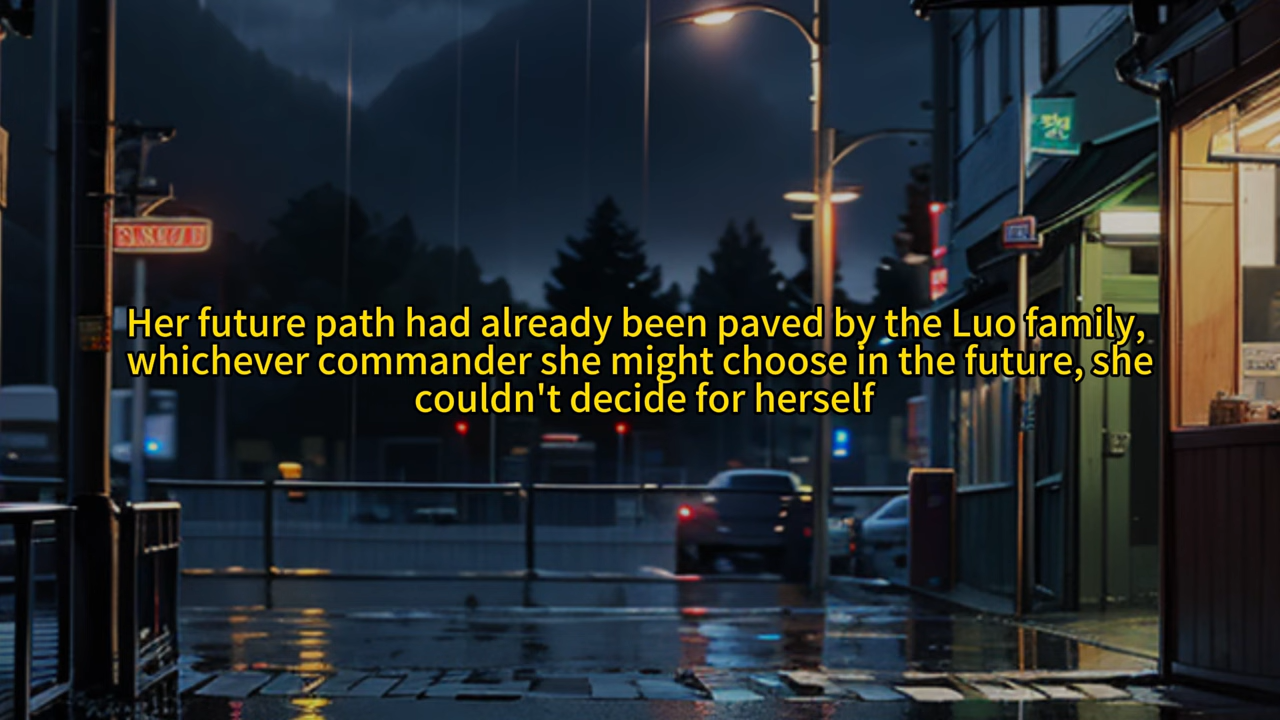 Her future path had already been paved by the Luo family,
whichever commander she might choose in the future, she
couldn't decide for herself